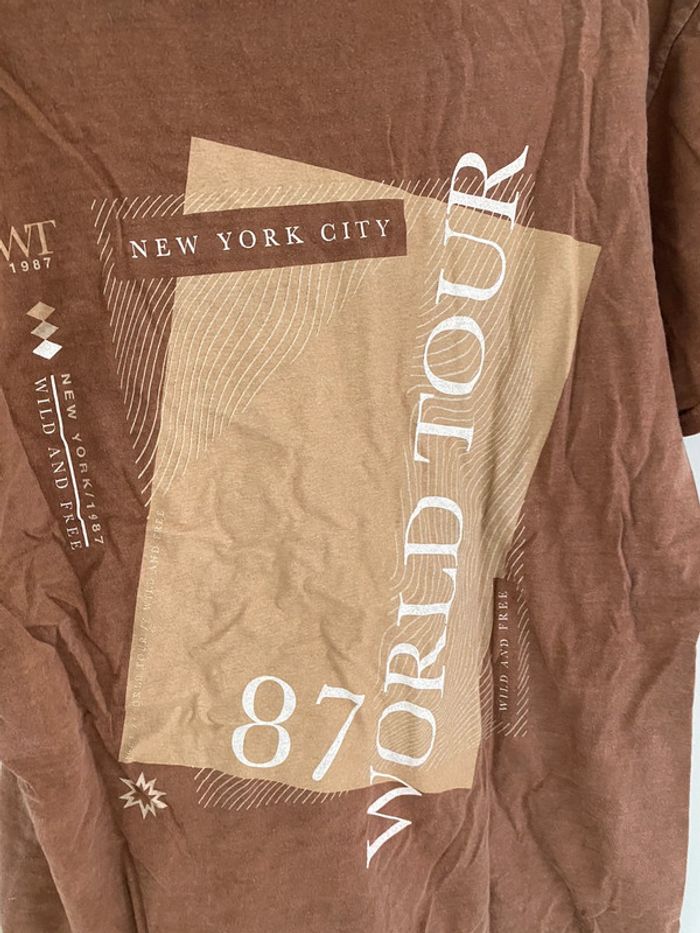 NEW YORK CITY
WT
1987
NEW YORK/1987
WILD AND FREE
WORLD TOUR
WILD AND FREE
87